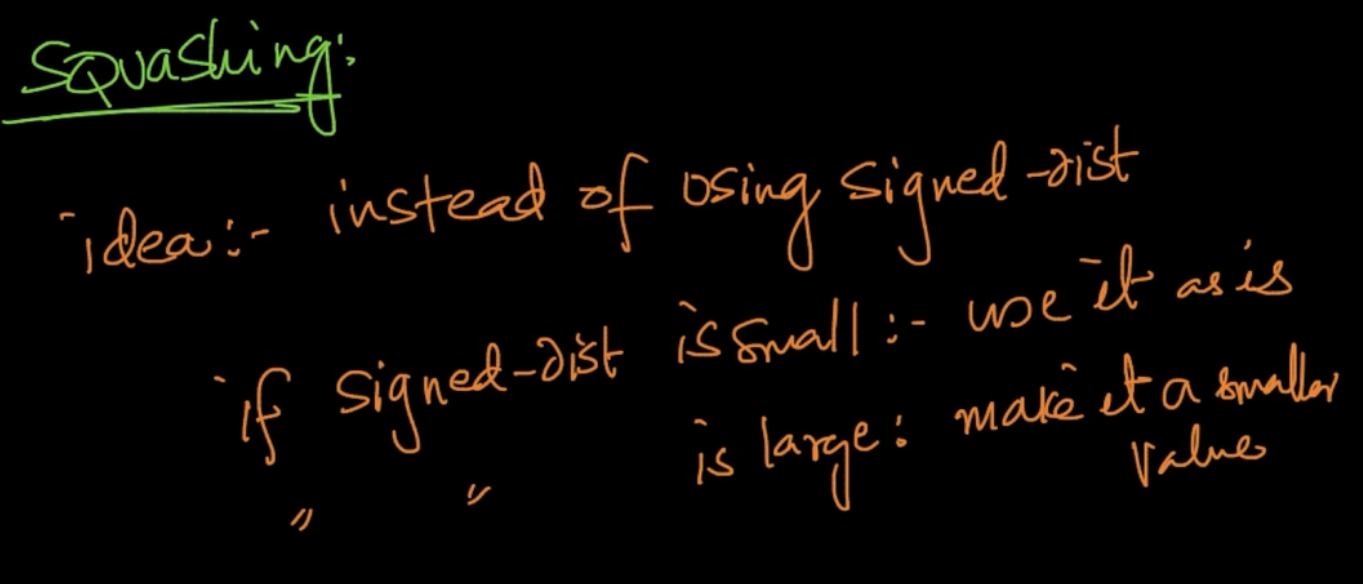 Squashing:
idea:- instead of using signed-dist
if signed-dist is small :- use it as is
" " is large: make it a smaller
value